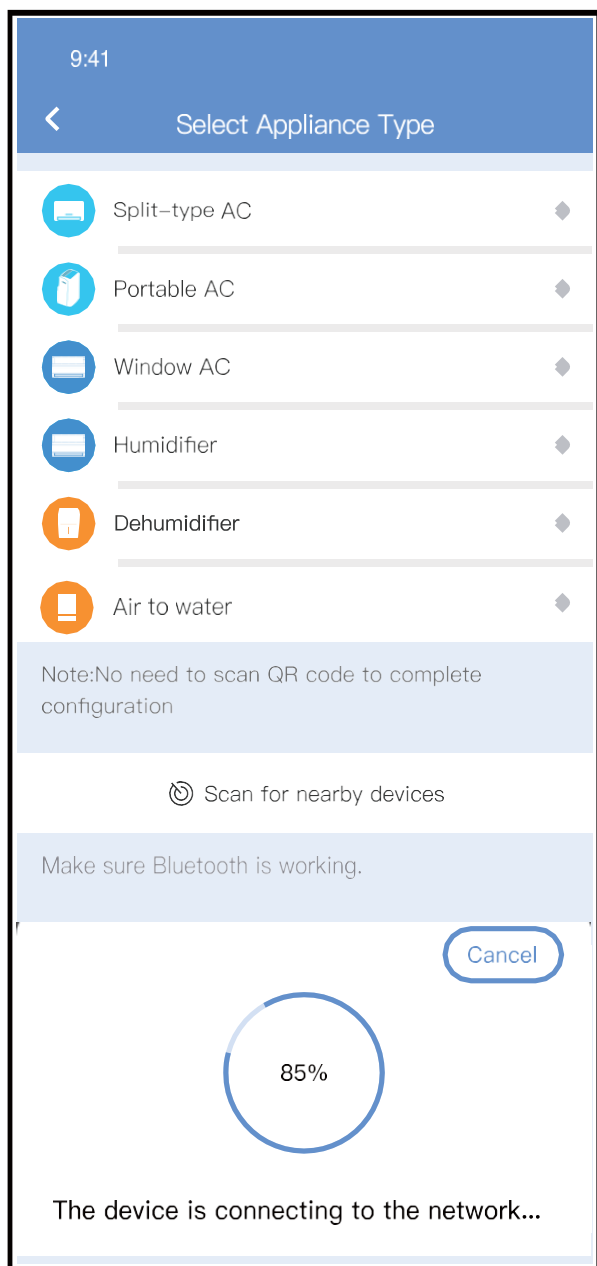 9:41
Select Appliance Type
Split-type AC
Portable AC
Window AC
Humidifier
Dehumidifier
Air to water
Note:No need to scan QR code to complete
configuration
Scan for nearby devices
Make sure Bluetooth is working.
Cancel
85%
The device is connecting to the network...